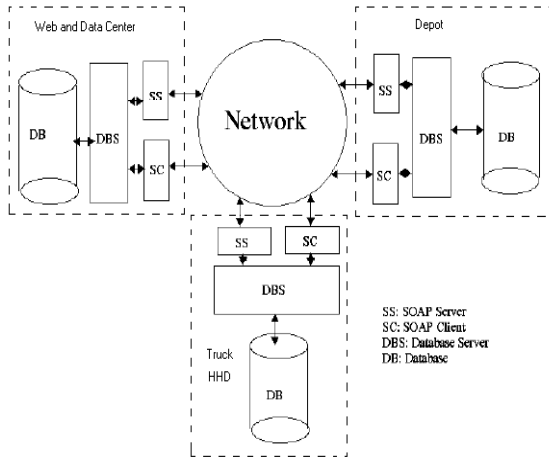 Web and Data Center
DB
DBS
SS
SC
Network
Depot
SS
SC
DBS
DB
SS
SC
DBS
Truck
HHD
DB
SS: SOAP Server
SC: SOAP Client
DBS: Database Server
DB: Database